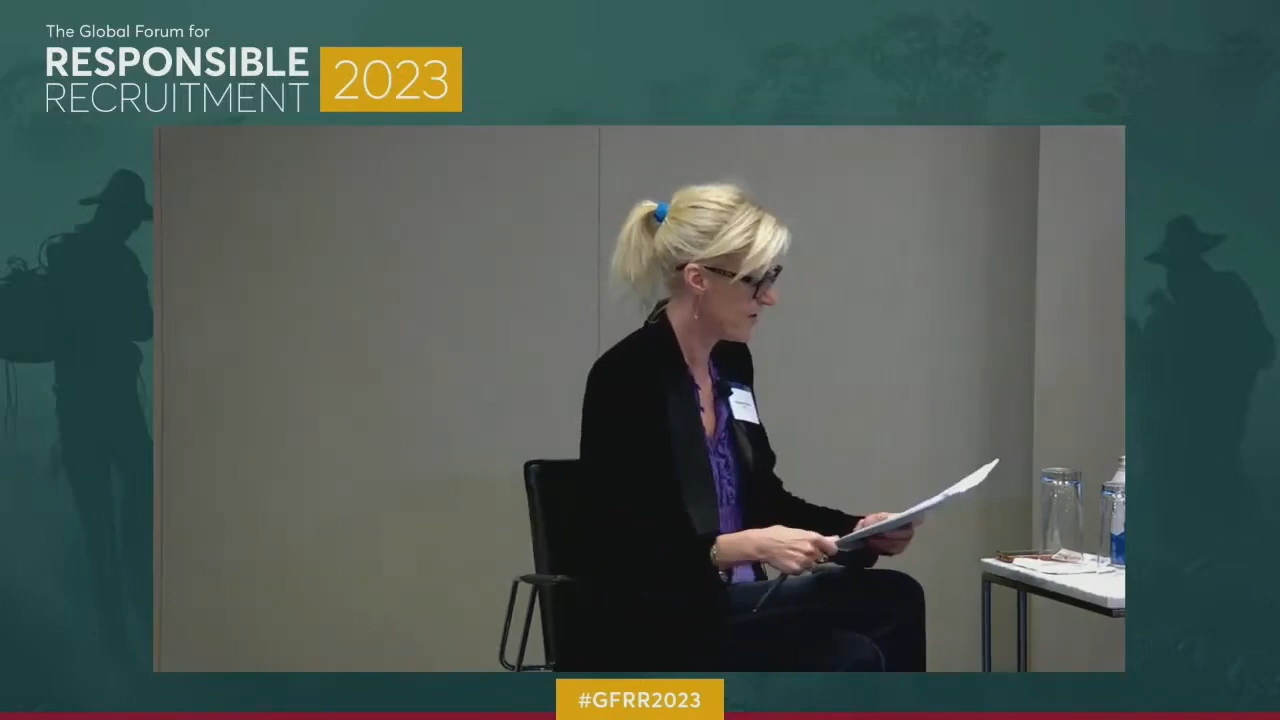 The Global Forum for
RESPONSIBLE
RECRUITMENT
2023
#GFRR2023